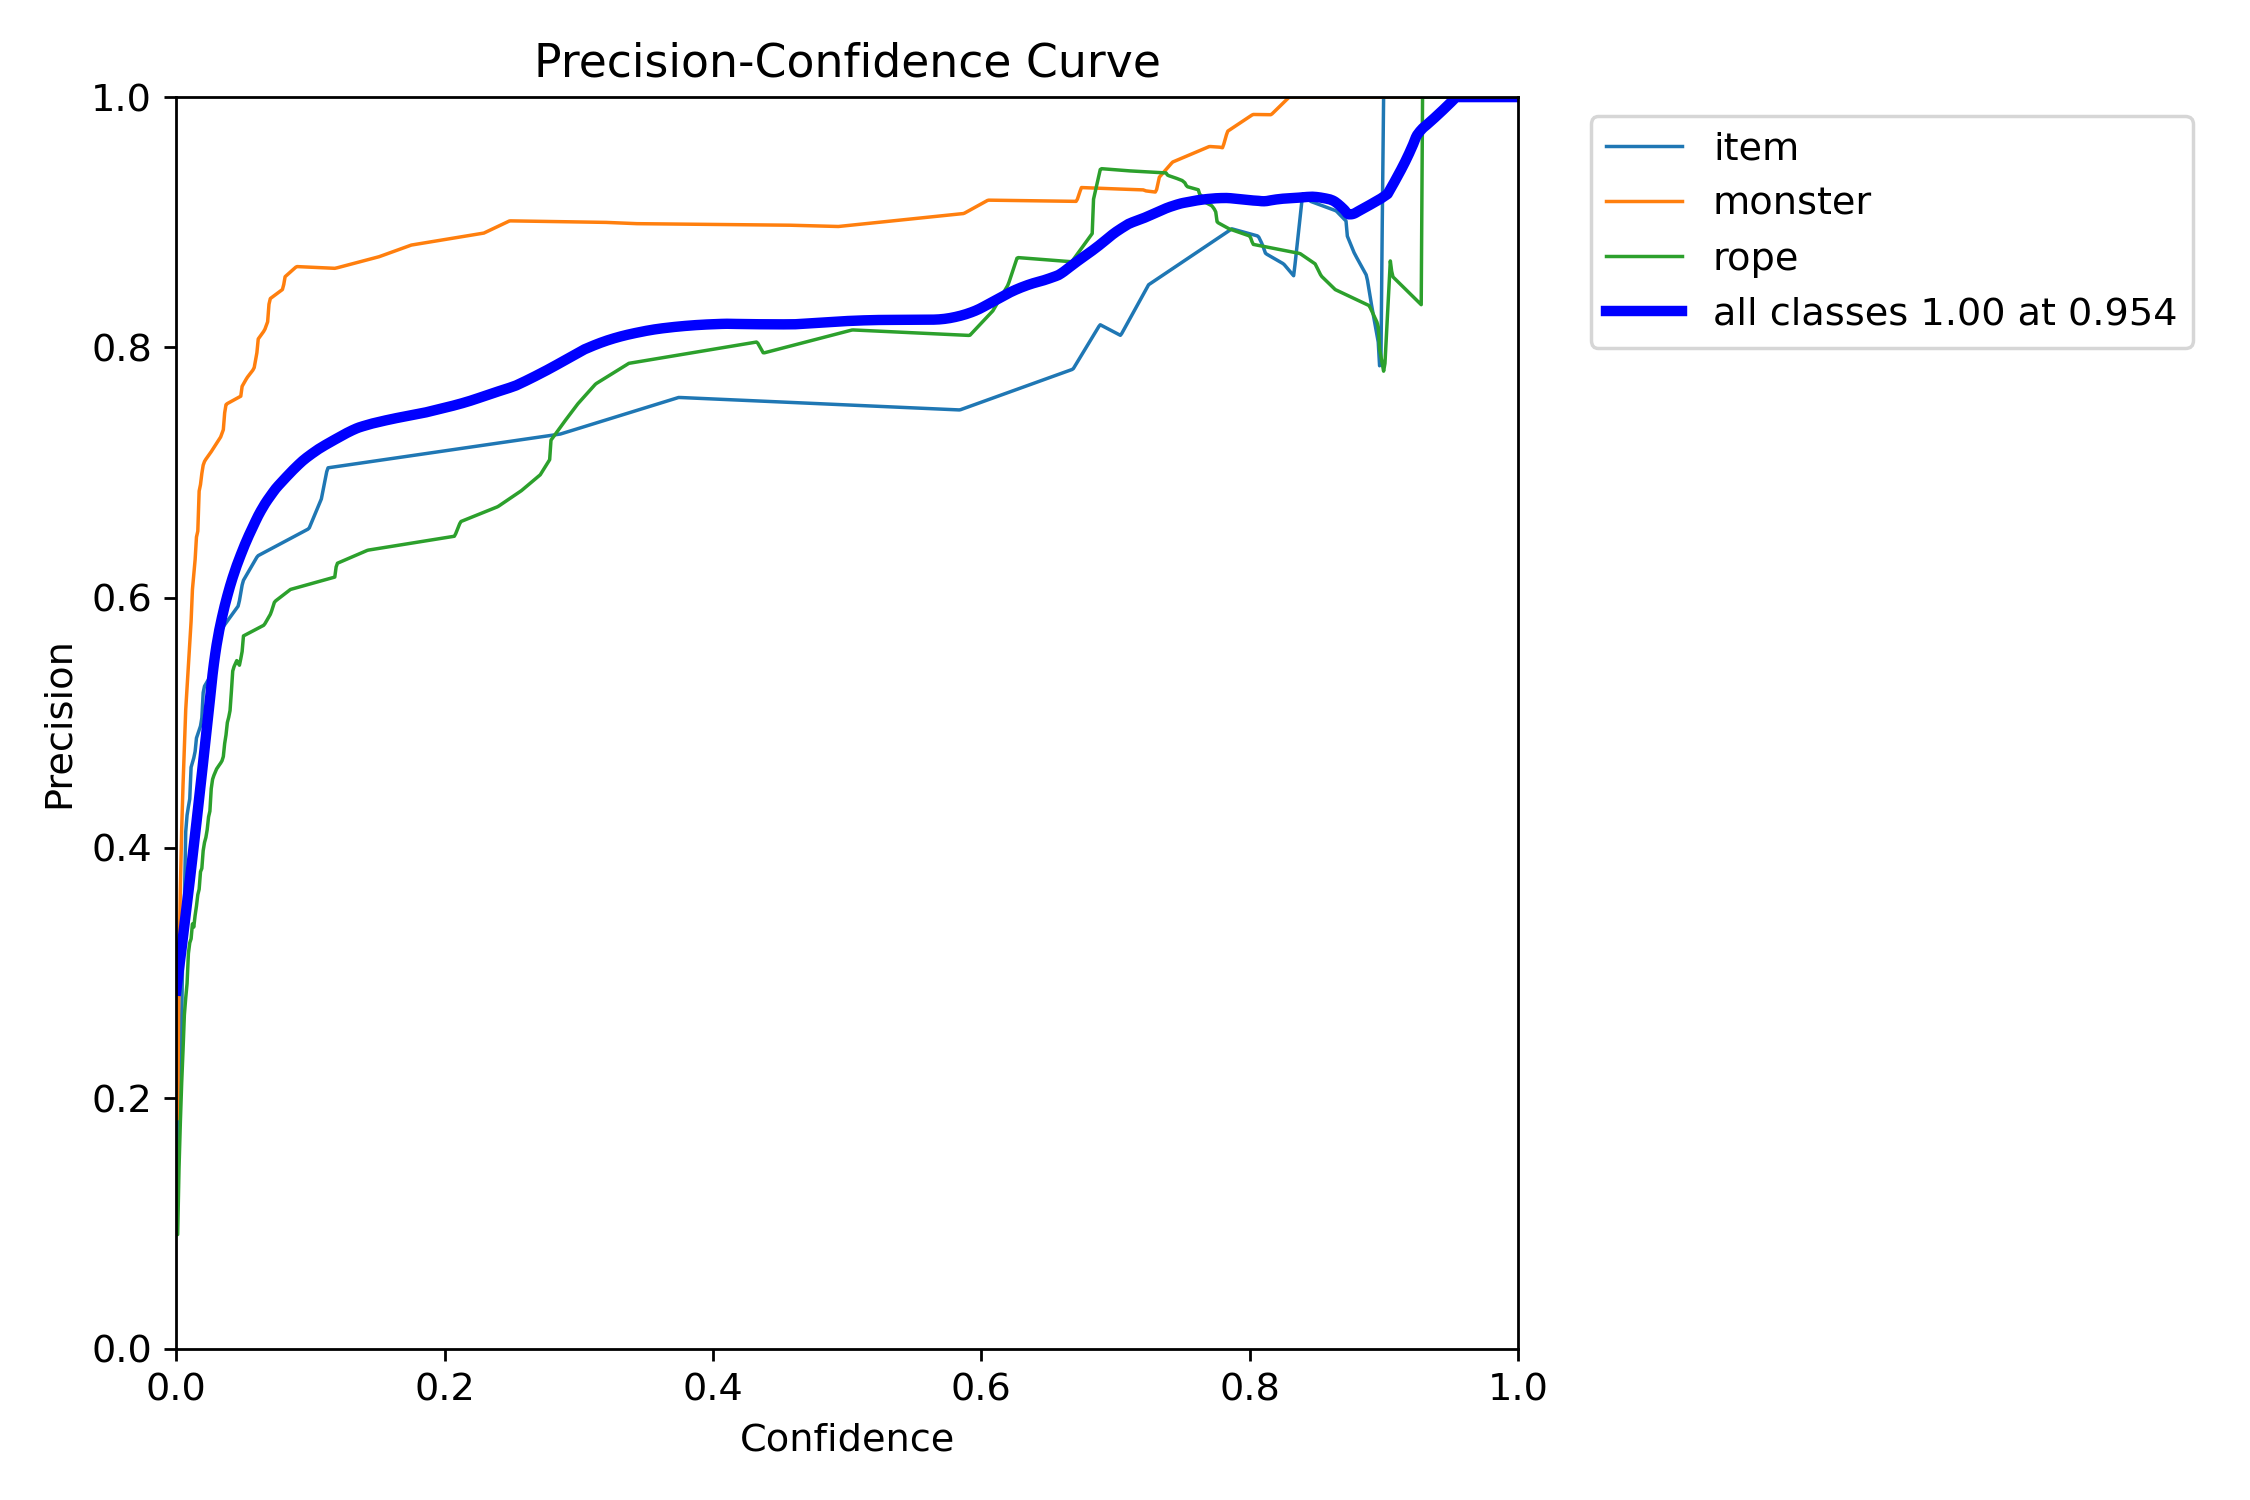 Precision-Confidence Curve
1.0
0.8
0.6
0.4
0.2
0.0
Precision
0.0 0.2 0.4 0.6 0.8 1.0
Confidence
item
monster
rope
all classes 1.00 at 0.954